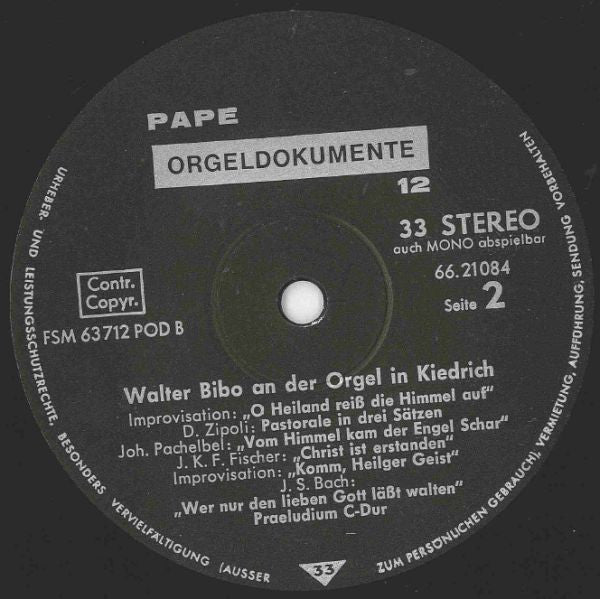 PAPE
ORGELDOKUMENTE
12
33 STEREO
auch MONO abspielbar
66.21084
Seite 2
Contr.
Copyr.
FSM 63 712 POD B
Walter Bibo an der Orgel in Kiedrich
Improvisation: „O Heiland reiß die Himmel auf“
D. Zipoli: Pastorale in drei Sätzen
Joh. Pachelbel: „Vom Himmel kam der Engel Schar“
J. K. F. Fischer: „Christ ist erstanden“
Improvisation: „Komm, Heilger Geist“
J. S. Bach:
„Wer nur den lieben Gott läßt walten“
Praeludium C-Dur
URHEBER- UND LEISTUNGSSCHUTZRECHTE, BESONDERS VERVIELFÄLTIGUNG (AUSSER
33
ZUM PERSÖNLICHEN GEBRAUCH), VERMIETUNG, AUFFÜHRUNG, SENDUNG VORBEHALTEN